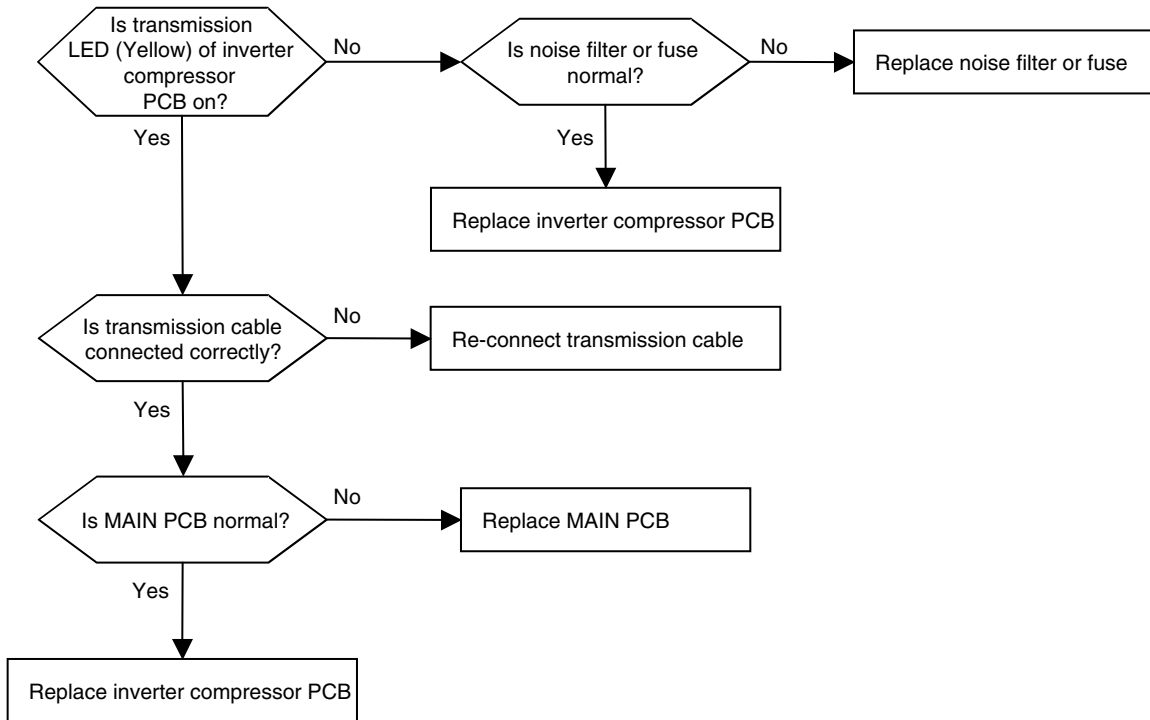 Is transmission
LED (Yellow) of inverter
compressor
PCB on?
No
Is noise filter or fuse
normal?
No
Replace noise filter or fuse
Yes
Yes
Replace inverter compressor PCB
Is transmission cable
connected correctly?
No
Re-connect transmission cable
Yes
Is MAIN PCB normal?
No
Replace MAIN PCB
Yes
Replace inverter compressor PCB